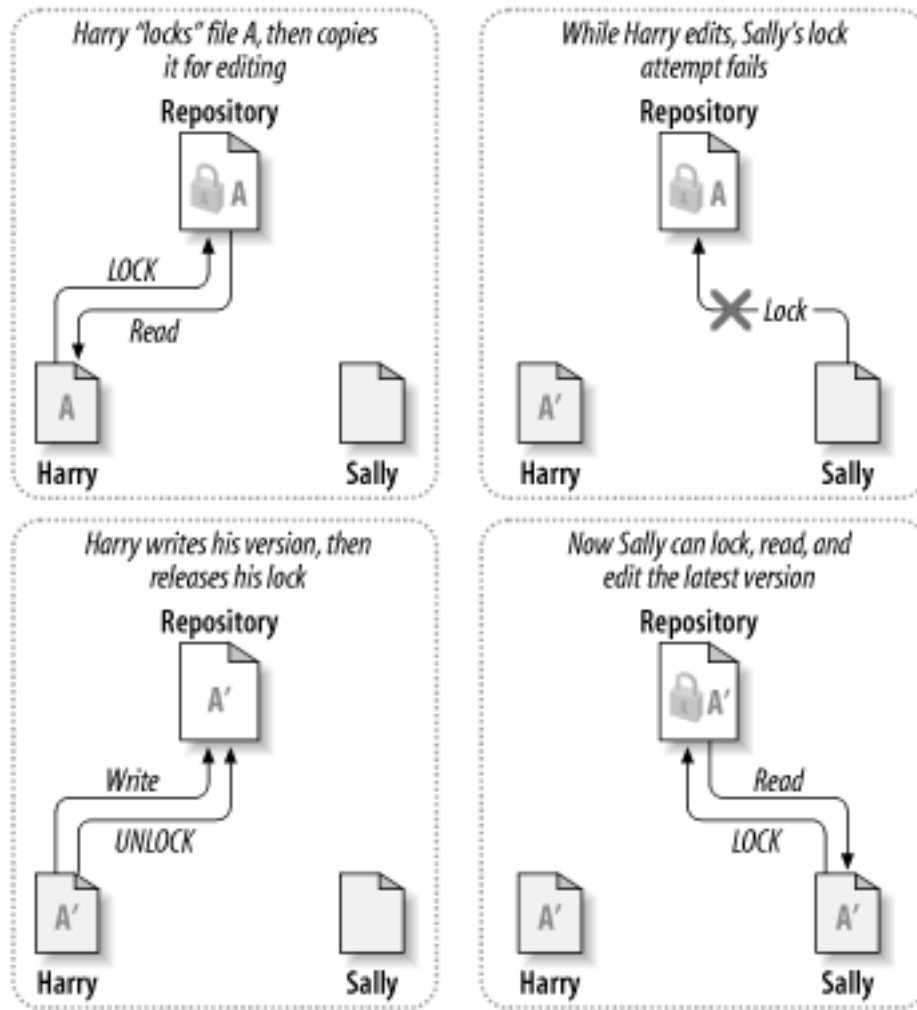 Harry “locks” file A, then copies
it for editing
Repository
A
LOCK
Read
A
Harry
Sally
While Harry edits, Sally’s lock
attempt fails
Repository
A
Lock
A′
Harry
Sally
Harry writes his version, then
releases his lock
Repository
A′
Write
UNLOCK
A′
Harry
Sally
Now Sally can lock, read, and
edit the latest version
Repository
A′
Read
LOCK
A′
A′
Harry
Sally